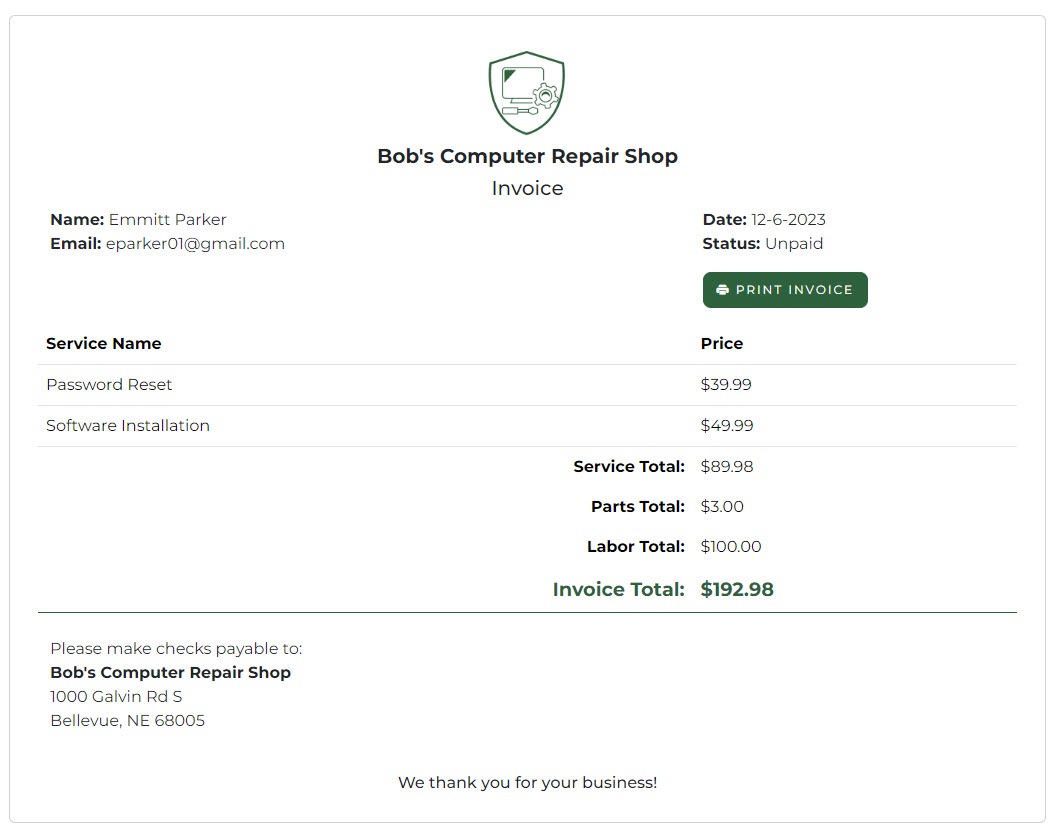 Bob's Computer Repair Shop
Invoice
Name: Emmitt Parker
Email: eparker01@gmail.com
Date: 12-6-2023
Status: Unpaid
PRINT INVOICE
Service Name Price
Password Reset $39.99
Software Installation $49.99
Service Total: $89.98
Parts Total: $3.00
Labor Total: $100.00
Invoice Total: $192.98
Please make checks payable to:
Bob's Computer Repair Shop
1000 Galvin Rd S
Bellevue, NE 68005
We thank you for your business!